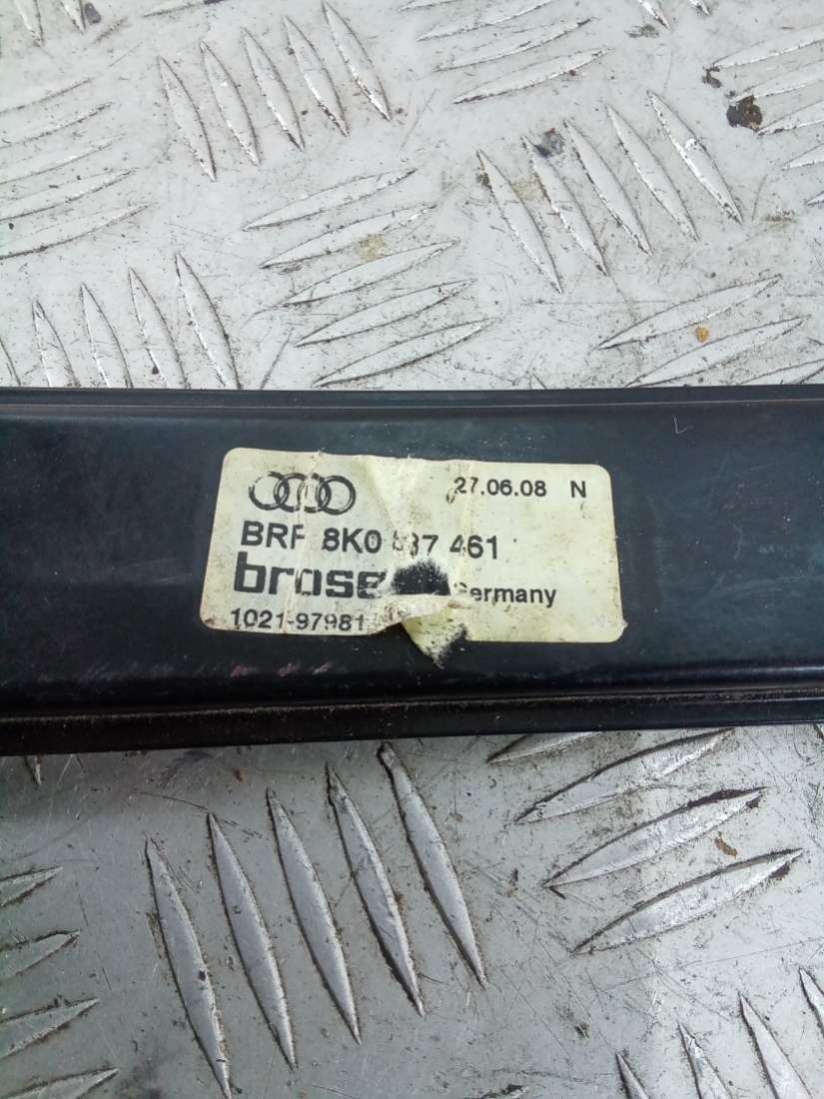 27.06.08 N
BRF 8K0 837 461
brose Germany
1021-97981